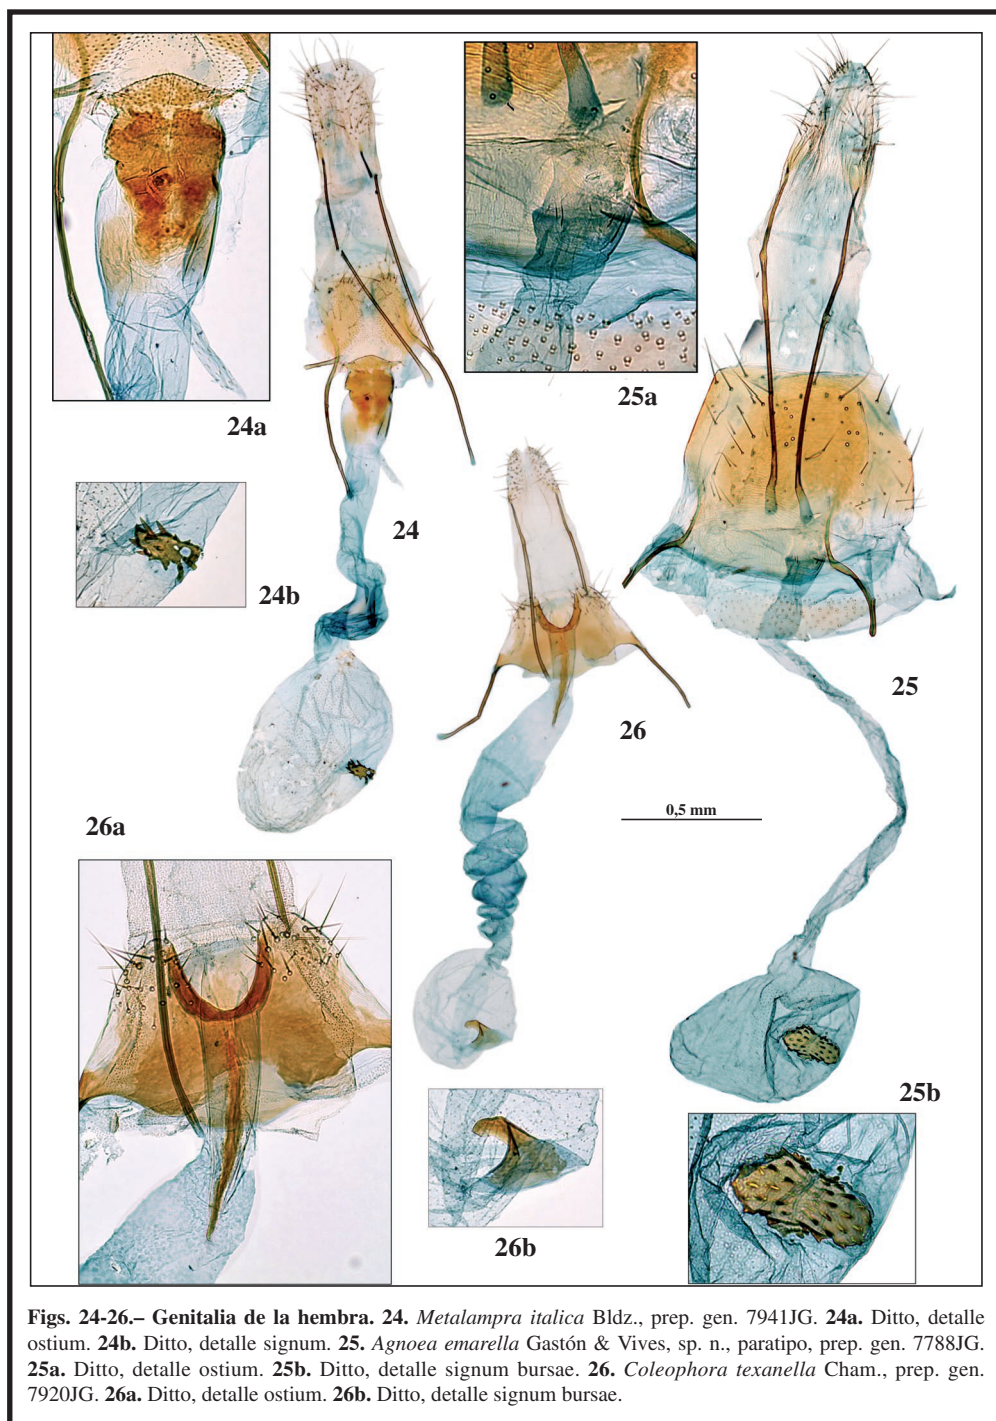 24a
25a
24
24b
25
26
0,5 mm
26a
25b
26b
Figs. 24-26.– Genitalia de la hembra. 24. Metalampra italica Bldz., prep. gen. 7941JG. 24a. Ditto, detalle
ostium. 24b. Ditto, detalle signum. 25. Agnoea emarella Gastón & Vives, sp. n., paratipo, prep. gen. 7788JG.
25a. Ditto, detalle ostium. 25b. Ditto, detalle signum bursae. 26. Coleophora texanella Cham., prep. gen.
7920JG. 26a. Ditto, detalle ostium. 26b. Ditto, detalle signum bursae.